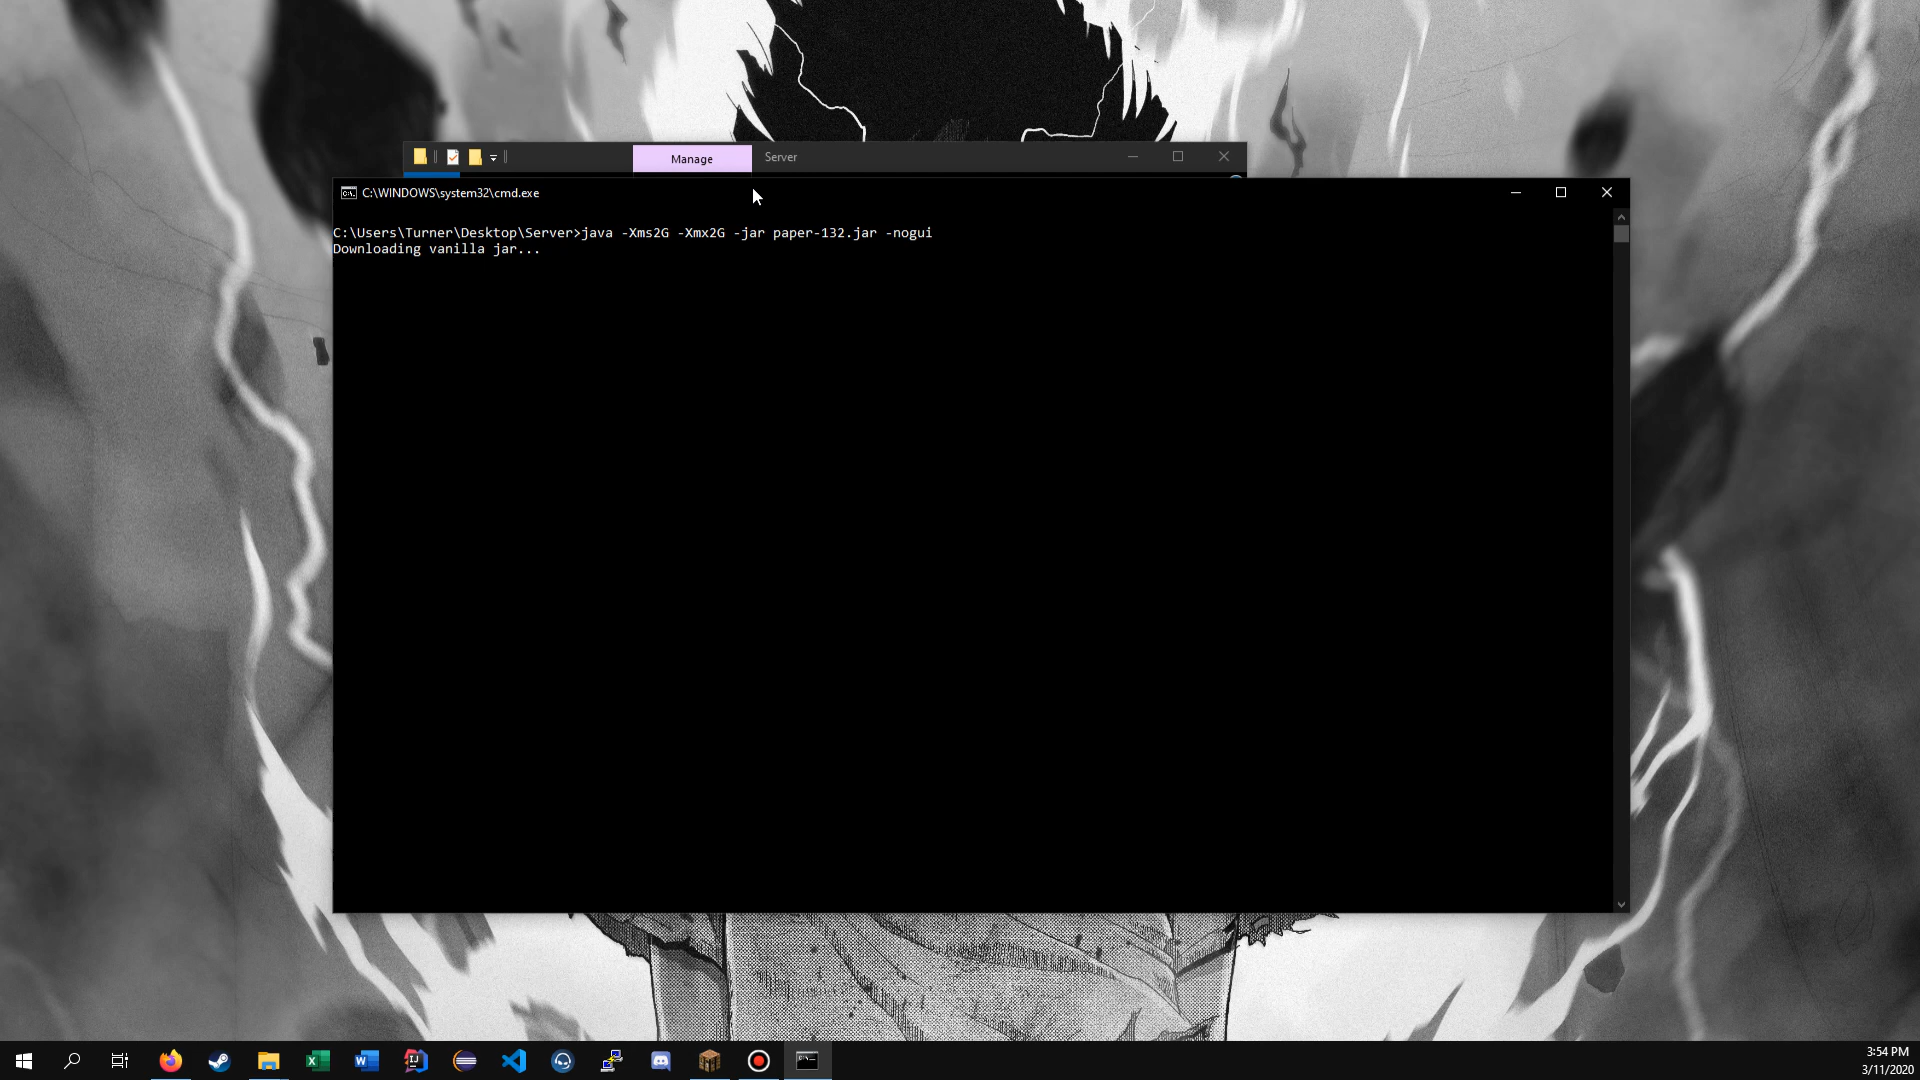 Manage
Server
C:\WINDOWS\system32\cmd.exe
C:\Users\Turner\Desktop\Server>java -Xms2G -Xmx2G -jar paper-132.jar -nogui
Downloading vanilla jar...
3:54 PM
3/11/2020